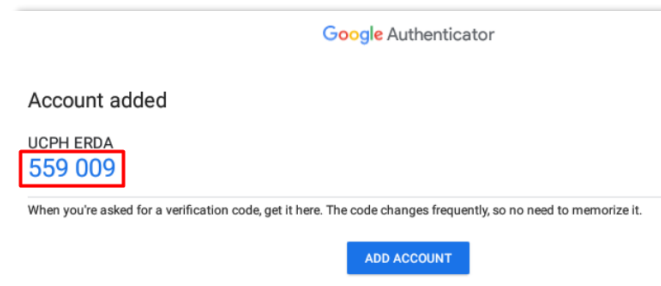 Google Authenticator
Account added
UCPH ERDA
559 009
When you're asked for a verification code, get it here. The code changes frequently, so no need to memorize it.
ADD ACCOUNT